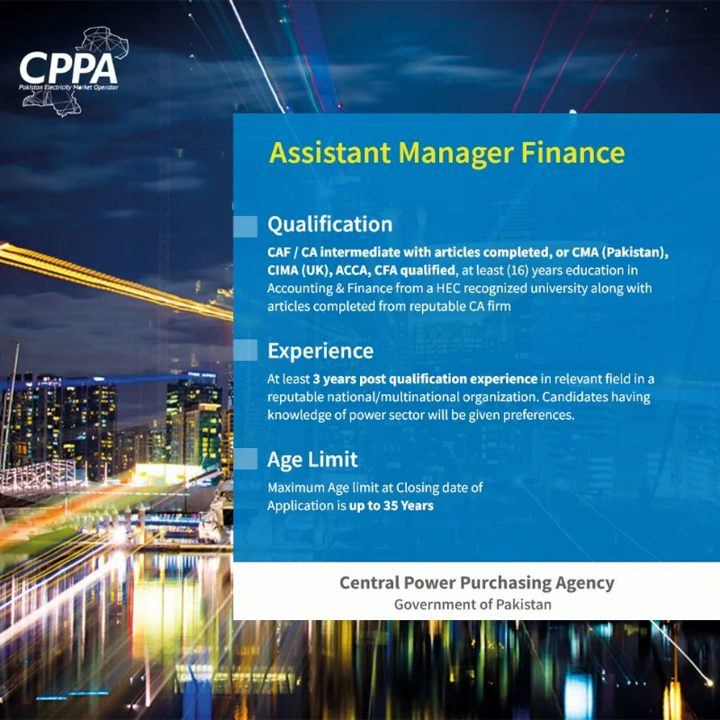 CPPA
Pakistan Electricity Market Operator
Assistant Manager Finance
Qualification
CAF / CA intermediate with articles completed, or CMA (Pakistan),
CIMA (UK), ACCA, CFA qualified, at least (16) years education in
Accounting & Finance from a HEC recognized university along with
articles completed from reputable CA firm
Experience
At least 3 years post qualification experience in relevant field in a
reputable national/multinational organization. Candidates having
knowledge of power sector will be given preferences.
Age Limit
Maximum Age limit at Closing date of
Application is up to 35 Years
Central Power Purchasing Agency
Government of Pakistan